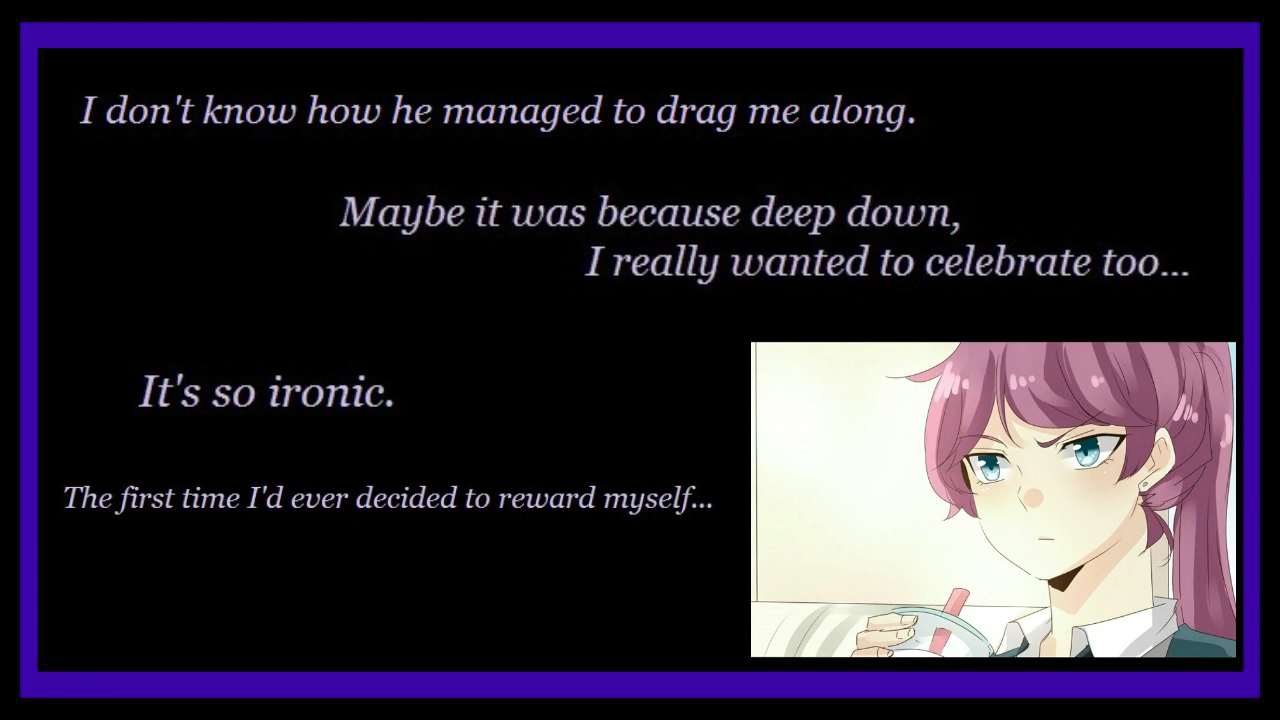 I don't know how he managed to drag me along.
Maybe it was because deep down,
I really wanted to celebrate too...
It's so ironic.
The first time I'd ever decided to reward myself...